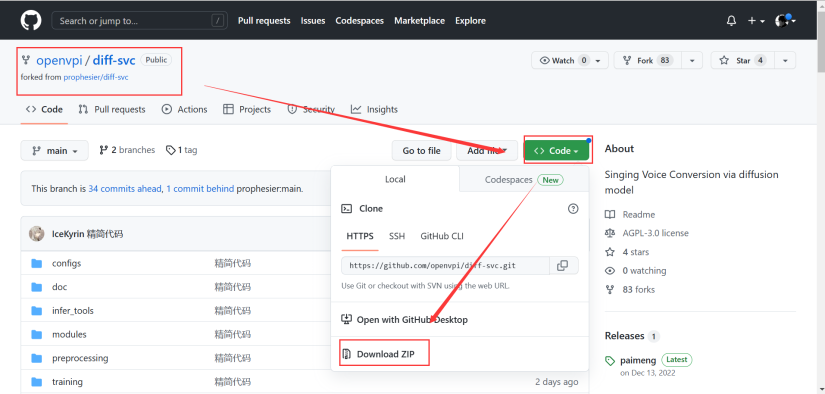 Search or jump to...
/
Pull requests Issues Codespaces Marketplace Explore
openvpi / diff-svc Public
forked from prophesier/diff-svc
Watch 0
Fork 83
Star 4
Code Pull requests Actions Projects Security Insights
main 2 branches 1 tag
Go to file Add file Code
This branch is 34 commits ahead, 1 commit behind prophesier:main.
IceKyrin 精简代码
configs 精简代码
doc 精简代码
infer_tools 精简代码
modules 精简代码
preprocessing 精简代码
training 精简代码 2 days ago
Local Codespaces New
Clone
HTTPS SSH GitHub CLI
https://github.com/openvpi/diff-svc.git
Use Git or checkout with SVN using the web URL.
Open with GitHub Desktop
Download ZIP
About
Singing Voice Conversion via diffusion
model
Readme
AGPL-3.0 license
4 stars
0 watching
83 forks
Releases 1
paimeng Latest
on Dec 13, 2022